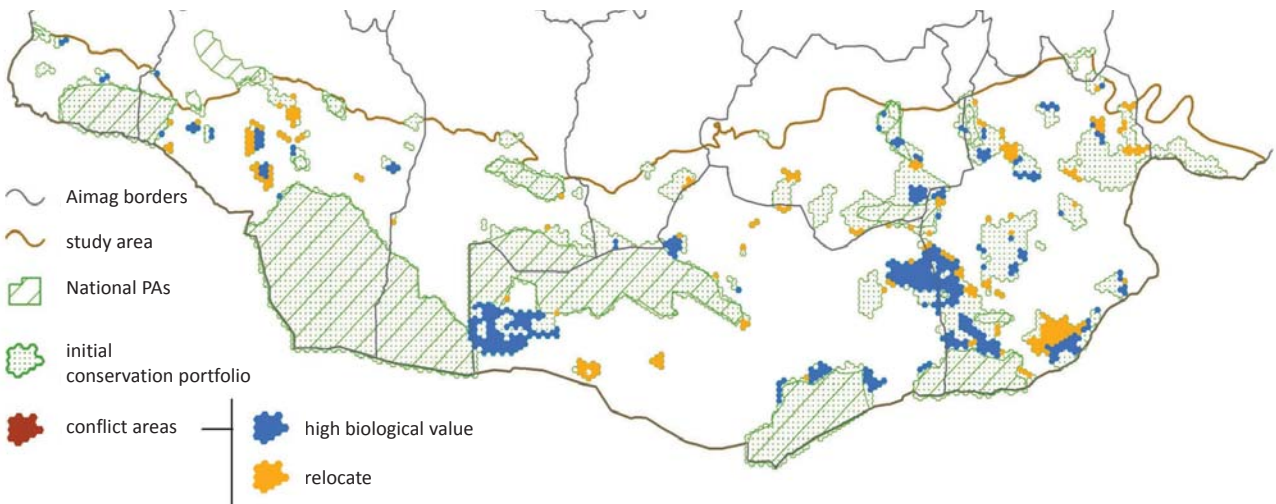 Aimag borders
study area
National PAs
initial
conservation portfolio
conflict areas
high biological value
relocate